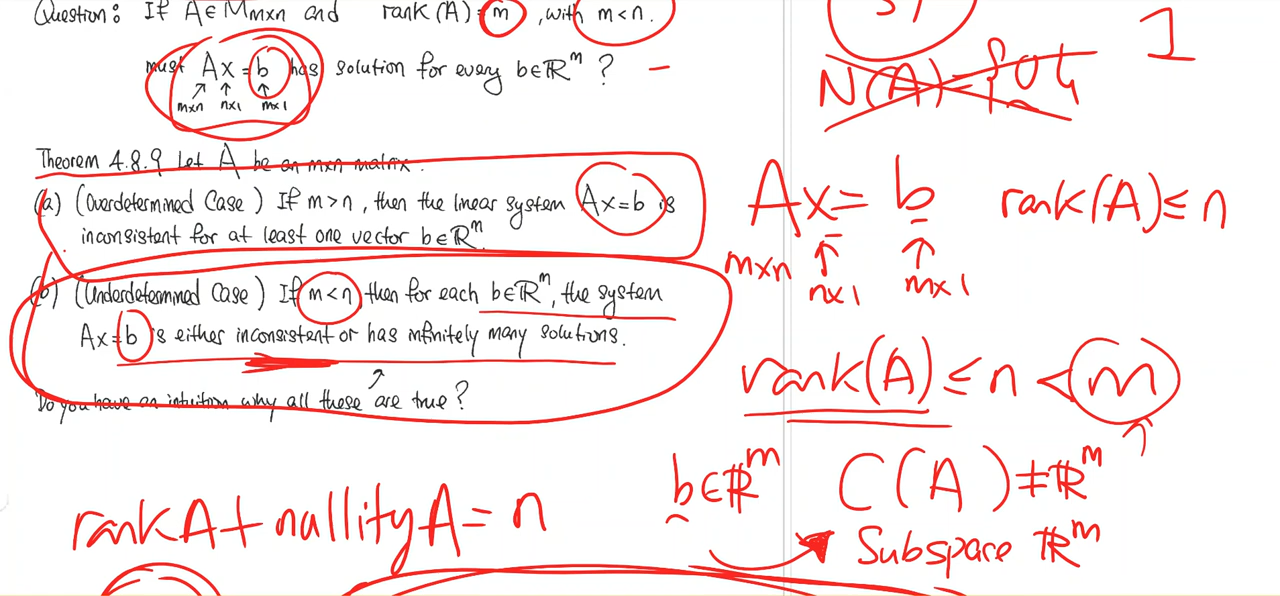 Question: If A∈Mm×n and rank(A)=m, with m<n.
must Ax=b has solution for every b∈ℝ^m ?
m×n n×1 m×1
Theorem 4.8.9 Let A be an m×n matrix.
(a) (Overdetermined Case) If m>n, then the linear system Ax=b is
inconsistent for at least one vector b∈ℝ^m.
(b) (Underdetermined Case) If m<n, then for each b∈ℝ^m, the system
Ax=b is either inconsistent or has infinitely many solutions.
Do you have an intuition why all these are true?
rankA+nullityA=n
1
N(A)={0}
Ax=b rank(A)≤n
m×n n×1 m×1
rank(A)≤n<m
b∈ℝ^m C(A)≠ℝ^m
Subspace ℝ^m